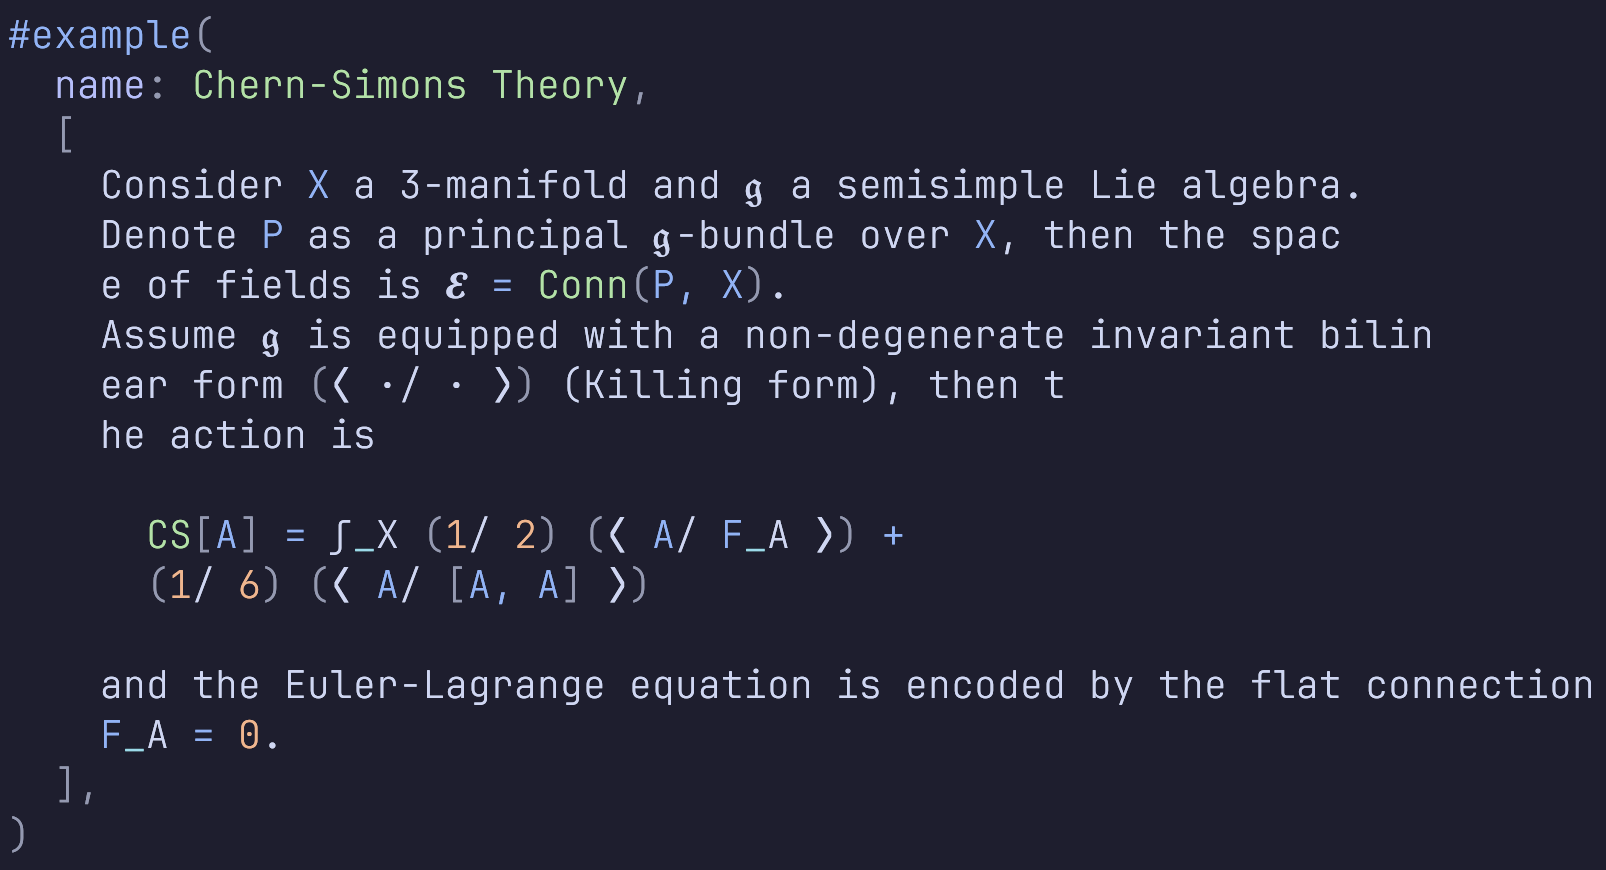 #example(
name: Chern-Simons Theory,
[
Consider X a 3-manifold and 𝖌 a semisimple Lie algebra.
Denote P as a principal 𝖌-bundle over X, then the spac
e of fields is 𝓔 = Conn(P, X).
Assume 𝖌 is equipped with a non-degenerate invariant bilin
ear form (⟨ ·/ · ⟩) (Killing form), then t
he action is
CS[A] = ∫_X (1/ 2) (⟨ A/ F_A ⟩) +
(1/ 6) (⟨ A/ [A, A] ⟩)
and the Euler-Lagrange equation is encoded by the flat connection
F_A = 0.
],
)